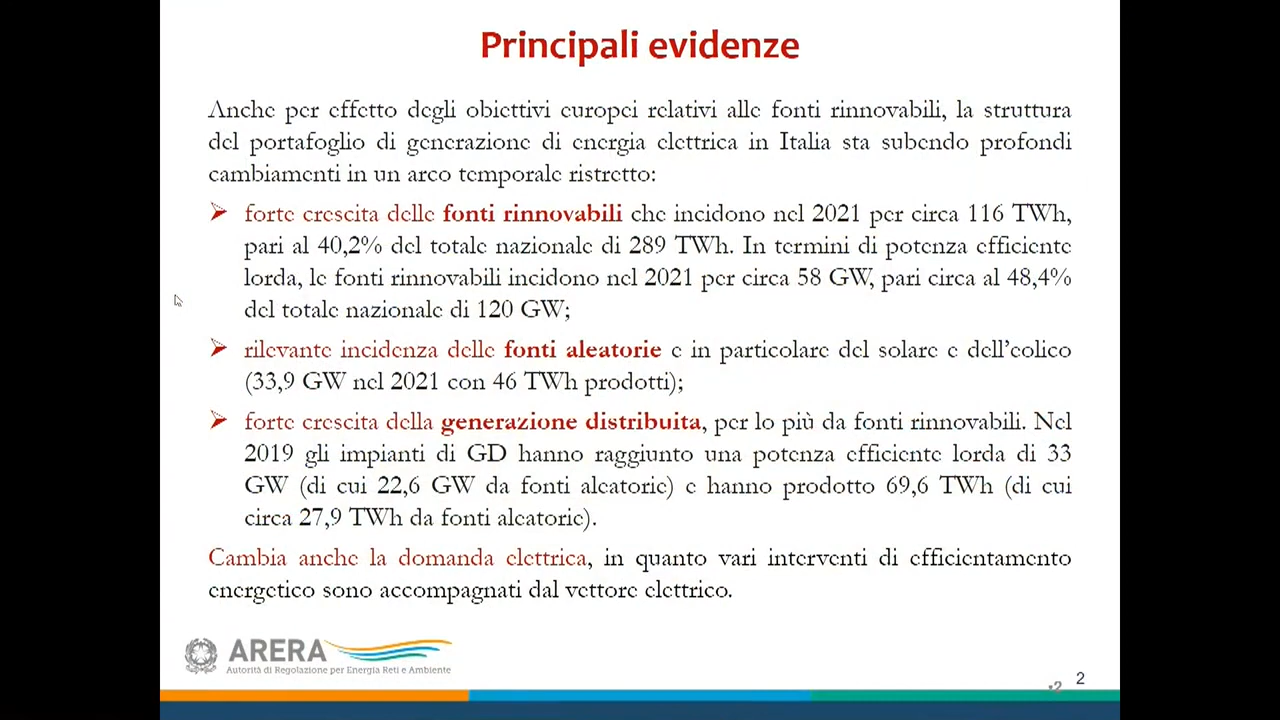 Principali evidenze
Anche per effetto degli obiettivi europei relativi alle fonti rinnovabili, la struttura
del portafoglio di generazione di energia elettrica in Italia sta subendo profondi
cambiamenti in un arco temporale ristretto:
forte crescita delle fonti rinnovabili che incidono nel 2021 per circa 116 TWh,
pari al 40,2% del totale nazionale di 289 TWh. In termini di potenza efficiente
lorda, le fonti rinnovabili incidono nel 2021 per circa 58 GW, pari circa al 48,4%
del totale nazionale di 120 GW;
rilevante incidenza delle fonti aleatorie e in particolare del solare e dell'eolico
(33,9 GW nel 2021 con 46 TWh prodotti);
forte crescita della generazione distribuita, per lo più da fonti rinnovabili. Nel
2019 gli impianti di GD hanno raggiunto una potenza efficiente lorda di 33
GW (di cui 22,6 GW da fonti aleatorie) e hanno prodotto 69,6 TWh (di cui
circa 27,9 TWh da fonti aleatorie).
Cambia anche la domanda elettrica, in quanto vari interventi di efficientamento
energetico sono accompagnati dal vettore elettrico.
ARERA
Autorità di Regolazione per Energia Reti e Ambiente
•2
2